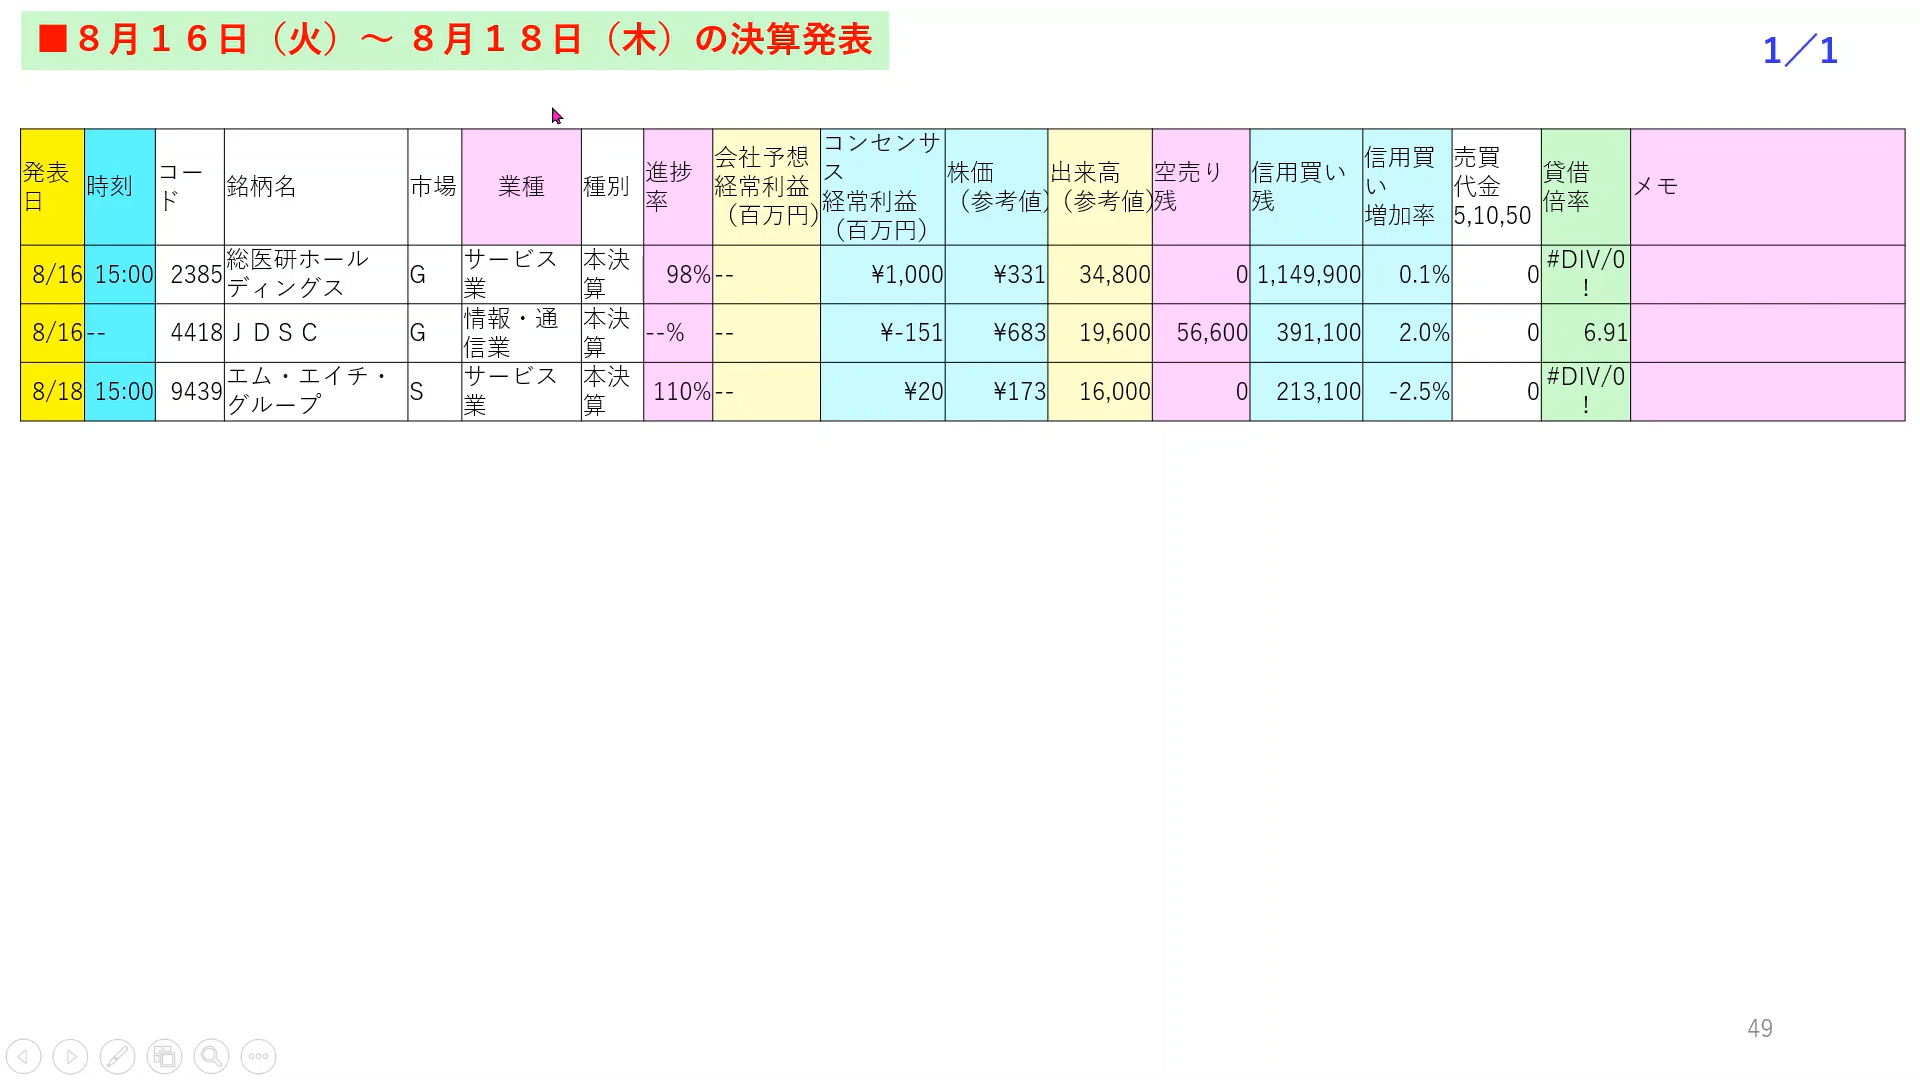 ■８月１６日（火）～ ８月１８日（木）の決算発表
1／1
発表日 時刻 コード 銘柄名 市場 業種 種別 進捗率 会社予想経常利益（百万円） コンセンサス経常利益（百万円） 株価（参考値） 出来高（参考値） 空売り残 信用買い残 信用買い増加率 売買代金5,10,50 貸借倍率 メモ
8/16 15:00 2385 総医研ホールディングス G サービス業 本決算 98% -- ¥1,000 ¥331 34,800 0 1,149,900 0.1% 0 #DIV/0！
8/16 -- 4418 ＪＤＳＣ G 情報・通信業 本決算 --% -- ¥-151 ¥683 19,600 56,600 391,100 2.0% 0 6.91
8/18 15:00 9439 エム・エイチ・グループ S サービス業 本決算 110% -- ¥20 ¥173 16,000 0 213,100 -2.5% 0 #DIV/0！
49